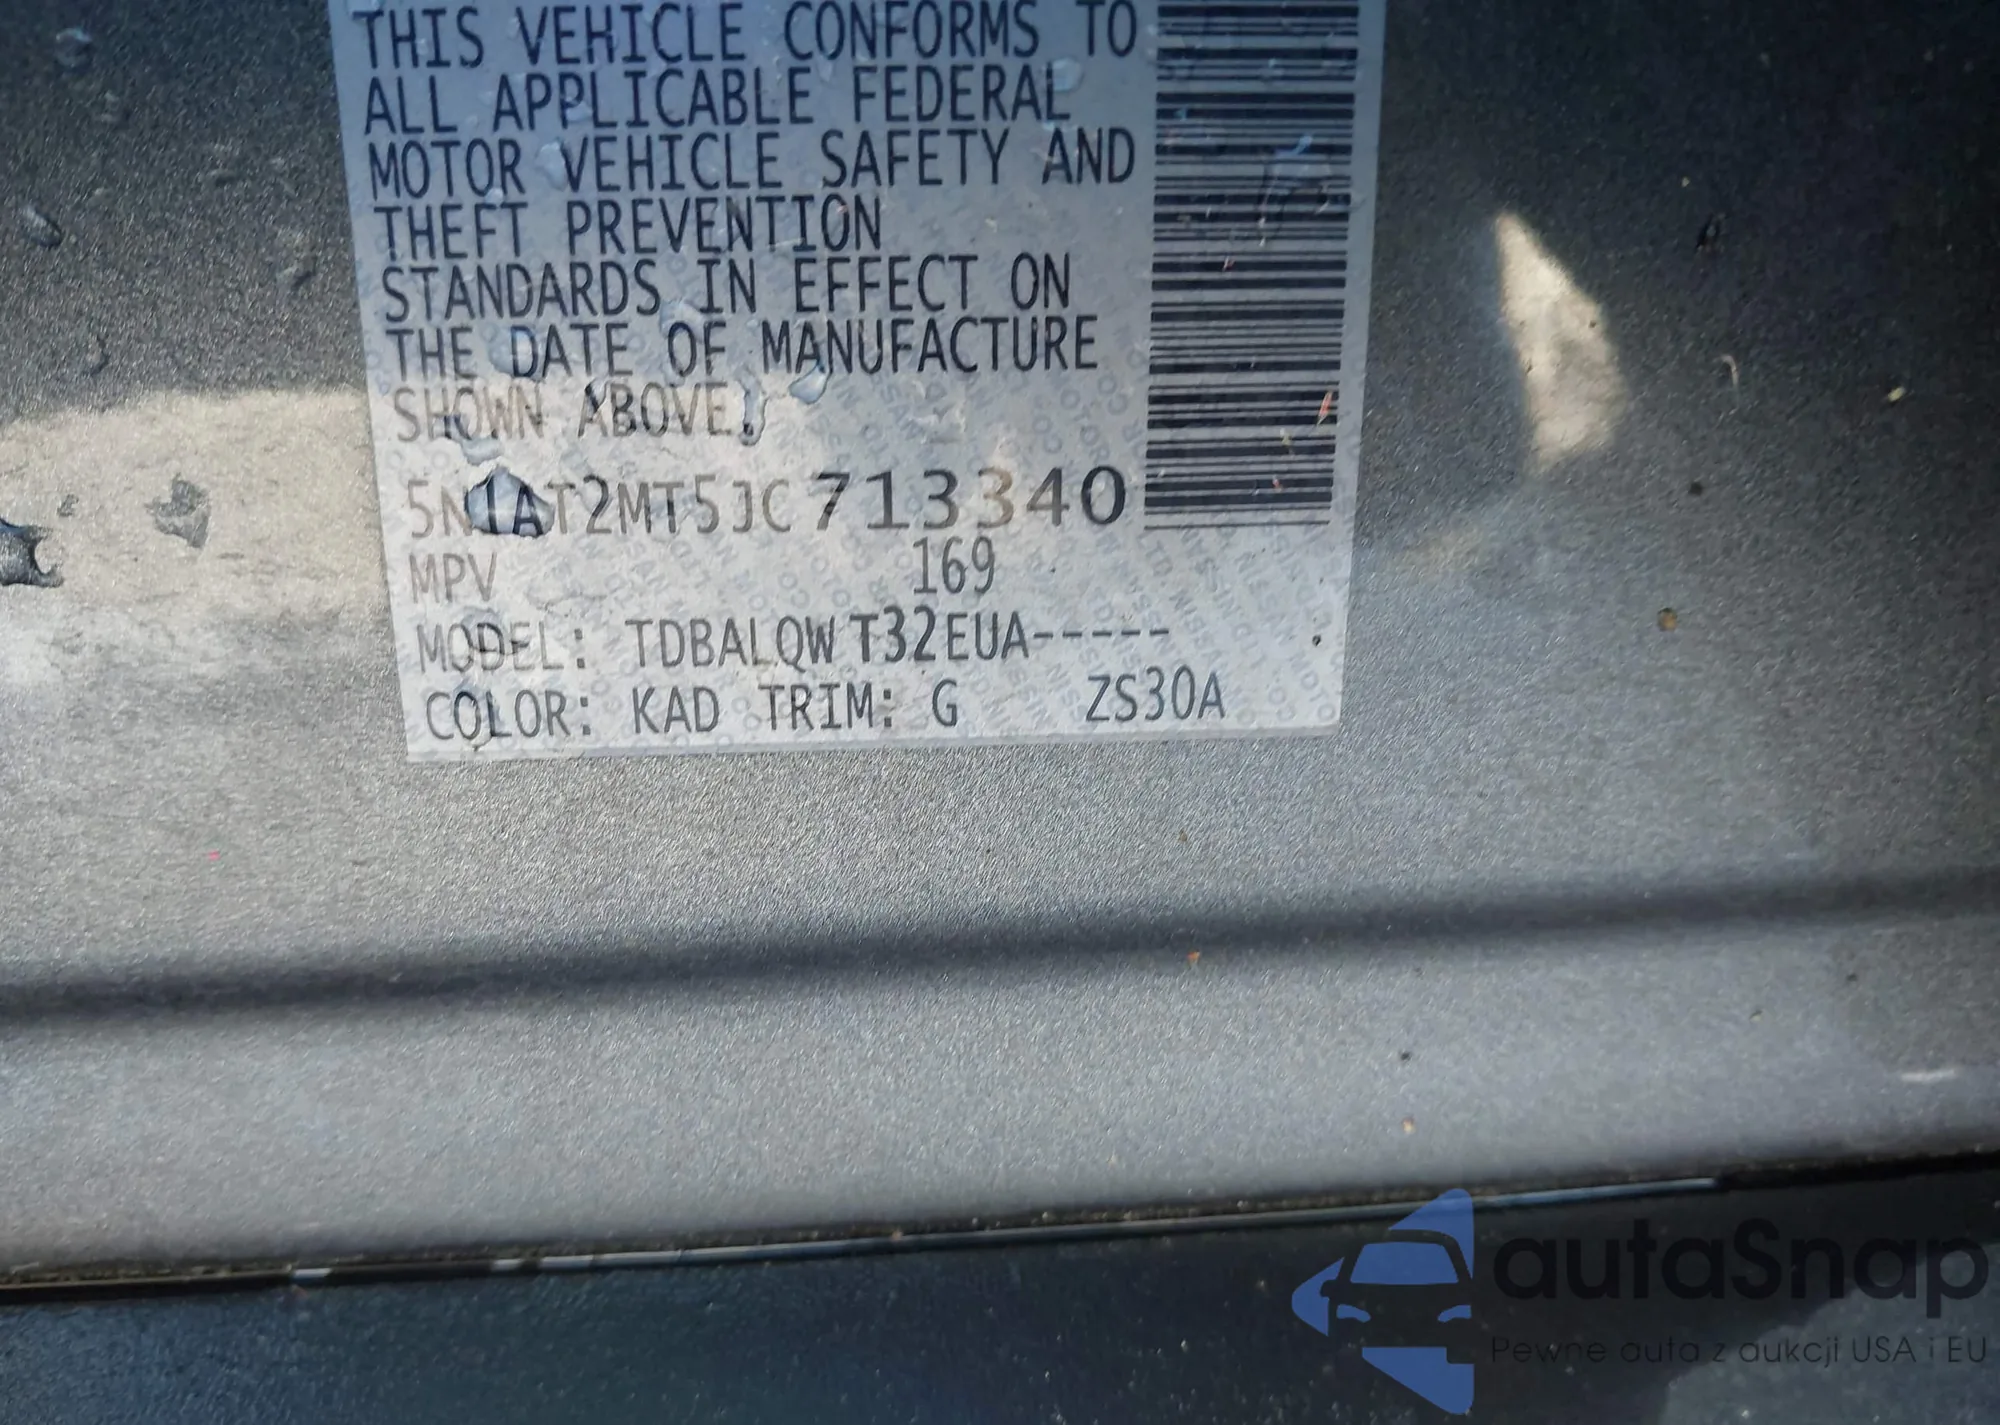 THIS VEHICLE CONFORMS TO
ALL APPLICABLE FEDERAL
MOTOR VEHICLE SAFETY AND
THEFT PREVENTION
STANDARDS IN EFFECT ON
THE DATE OF MANUFACTURE
SHOWN ABOVE.
5N1AT2MT5JC713340
MPV 169
MODEL: TDBALQWT32EUA-----
COLOR: KAD TRIM: G ZS30A
autaSnap
Pewne auta z aukcji USA i EU